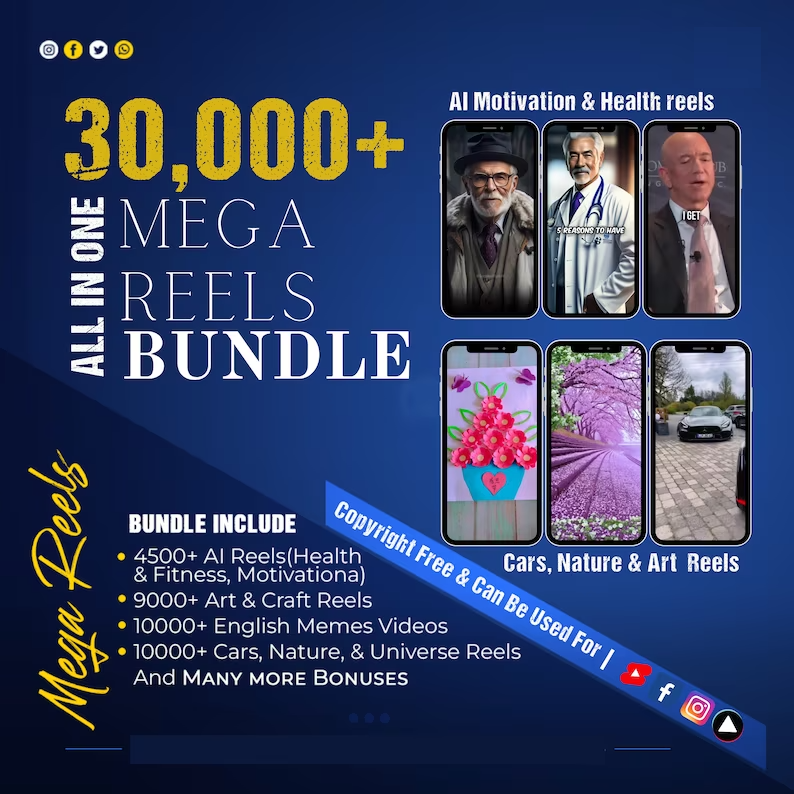 30,000+
ALL IN ONE
MEGA
REELS
BUNDLE
AI Motivation & Health reels
5 REASONS TO HAVE
I GET
Cars, Nature & Art Reels
Copyright Free & Can Be Used For |
Mega Reels
BUNDLE INCLUDE
• 4500+ AI Reels(Health
& Fitness, Motivationa)
• 9000+ Art & Craft Reels
• 10000+ English Memes Videos
• 10000+ Cars, Nature, & Universe Reels
And MANY MORE BONUSES